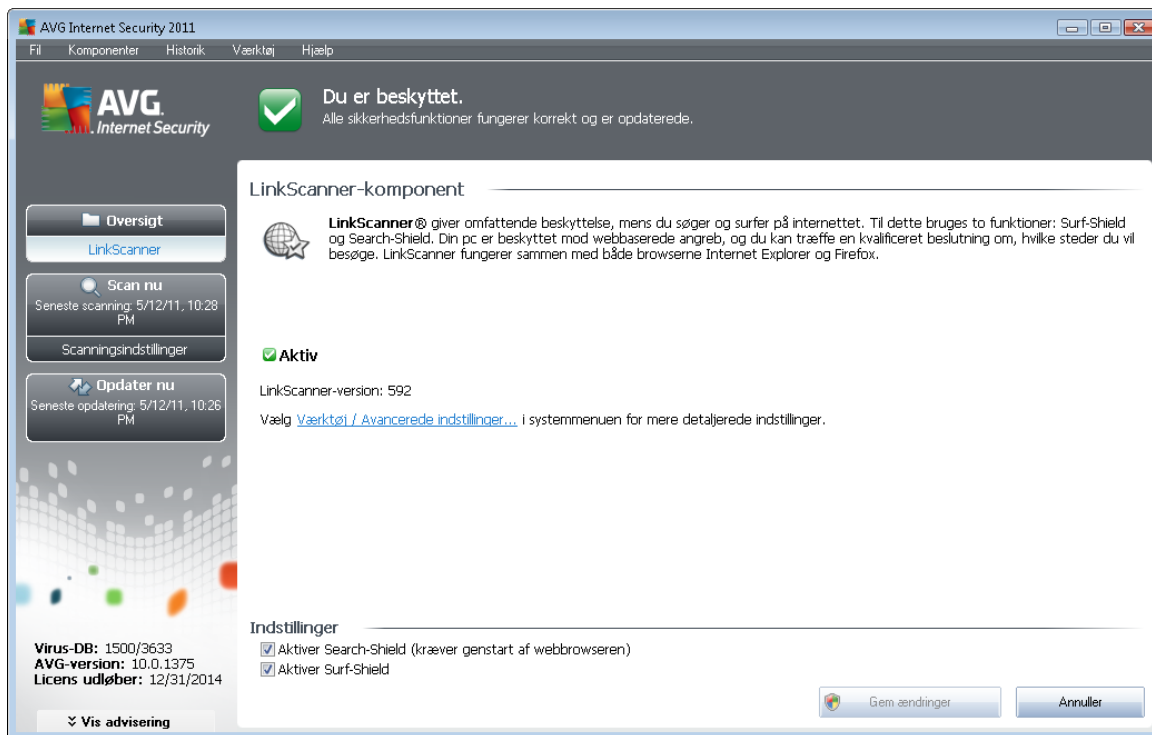 AVG Internet Security 2011
Fil Komponenter Historik Værktøj Hjælp
AVG.
Internet Security
Du er beskyttet.
Alle sikkerhedsfunktioner fungerer korrekt og er opdaterede.
Oversigt
LinkScanner
Scan nu
Seneste scanning: 5/12/11, 10:28
PM
Scanningsindstillinger
Opdater nu
Seneste opdatering: 5/12/11, 10:26
PM
Virus-DB: 1500/3633
AVG-version: 10.0.1375
Licens udløber: 12/31/2014
Vis advisering
LinkScanner-komponent
LinkScanner® giver omfattende beskyttelse, mens du søger og surfer på internettet. Til dette bruges to funktioner: Surf-Shield
og Search-Shield. Din pc er beskyttet mod webbaserede angreb, og du kan træffe en kvalificeret beslutning om, hvilke steder du vil
besøge. LinkScanner fungerer sammen med både browserne Internet Explorer og Firefox.
Aktiv
LinkScanner-version: 592
Vælg Værktøj / Avancerede indstillinger... i systemmenuen for mere detaljerede indstillinger.
Indstillinger
Aktiver Search-Shield (kræver genstart af webbrowseren)
Aktiver Surf-Shield
Gem ændringer
Annuller